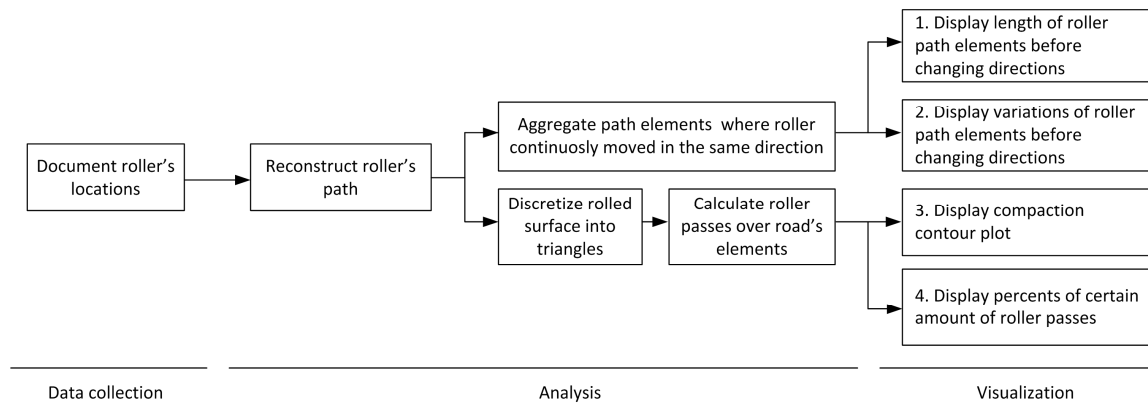 Document roller's
locations
Reconstruct roller's
path
Aggregate path elements where roller
continuosly moved in the same direction
Discretize rolled
surface into
triangles
Calculate roller
passes over road's
elements
1. Display length of roller
path elements before
changing directions
2. Display variations of roller
path elements before
changing directions
3. Display compaction
contour plot
4. Display percents of certain
amount of roller passes
Data collection
Analysis
Visualization